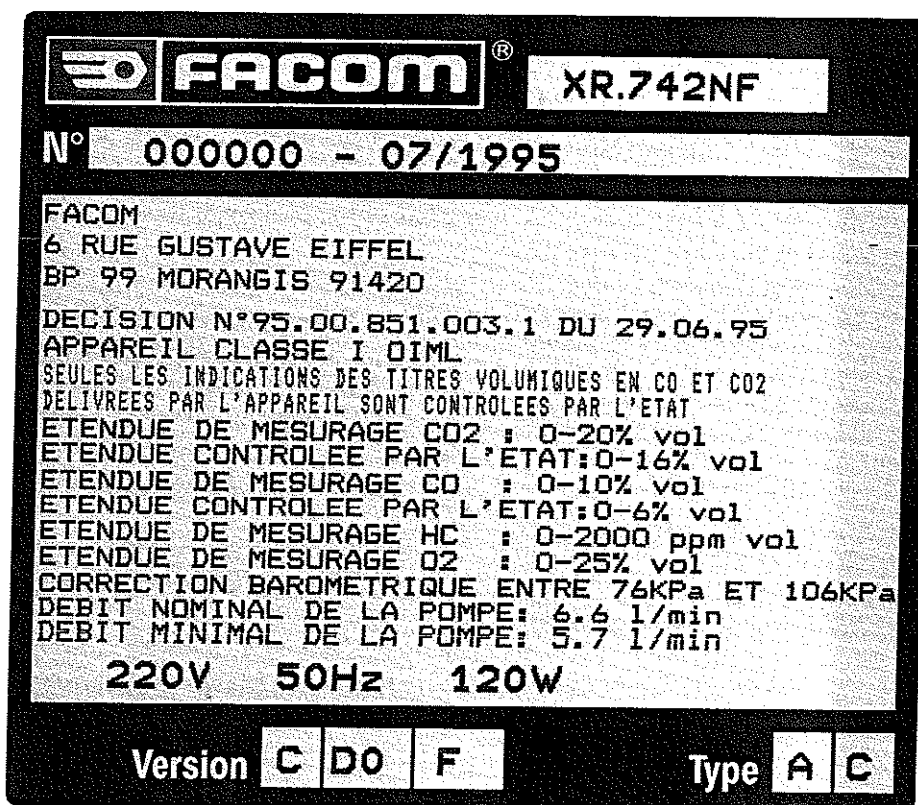 FACOM® XR.742NF
N° 000000 - 07/1995
FACOM
6 RUE GUSTAVE EIFFEL
BP 99 MORANGIS 91420
DECISION N°95.00.851.003.1 DU 29.06.95
APPAREIL CLASSE I OIML
SEULES LES INDICATIONS DES TITRES VOLUMIQUES EN CO ET CO2
DELIVREES PAR L'APPAREIL SONT CONTROLEES PAR L'ETAT
ETENDUE DE MESURAGE CO2 : 0-20% vol
ETENDUE CONTROLEE PAR L'ETAT:0-16% vol
ETENDUE DE MESURAGE CO : 0-10% vol
ETENDUE CONTROLEE PAR L'ETAT:0-6% vol
ETENDUE DE MESURAGE HC : 0-2000 ppm vol
ETENDUE DE MESURAGE O2 : 0-25% vol
CORRECTION BAROMETRIQUE ENTRE 76KPa ET 106KPa
DEBIT NOMINAL DE LA POMPE: 6.6 l/min
DEBIT MINIMAL DE LA POMPE: 5.7 l/min
220V 50Hz 120W
Version C D0 F Type A C